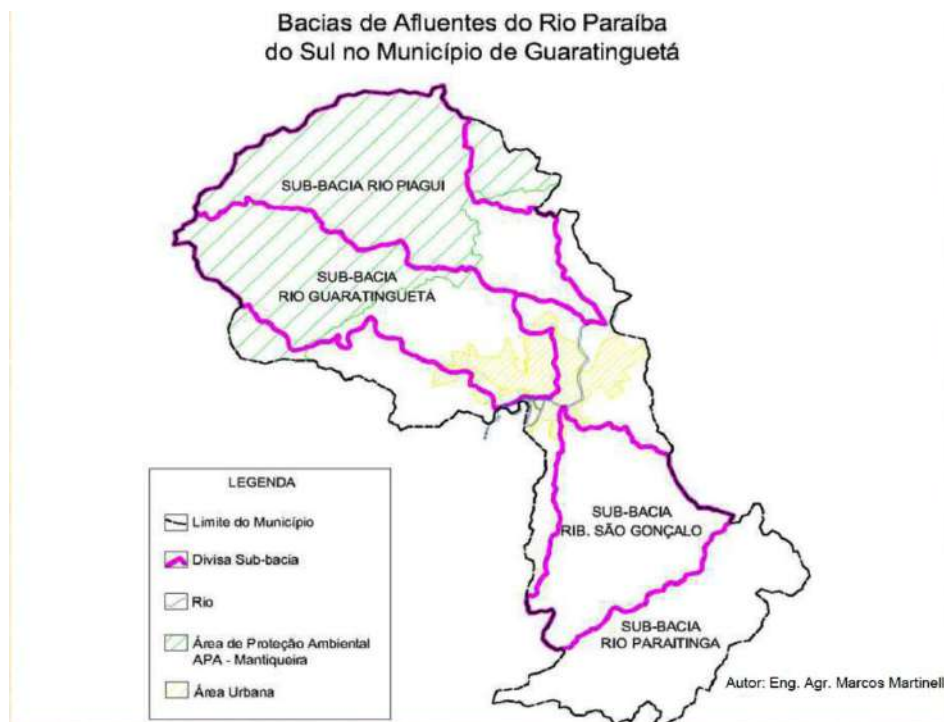 Bacias de Afluentes do Rio Paraíba
do Sul no Município de Guaratinguetá
SUB-BACIA RIO PIAGUI
SUB-BACIA
RIO GUARATINGUETÁ
SUB-BACIA
RIB. SÃO GONÇALO
SUB-BACIA
RIO PARAITINGA
LEGENDA
Limite do Município
Divisa Sub-bacia
Rio
Área de Proteção Ambiental
APA - Mantiqueira
Área Urbana
Autor: Eng. Agr. Marcos Martinell